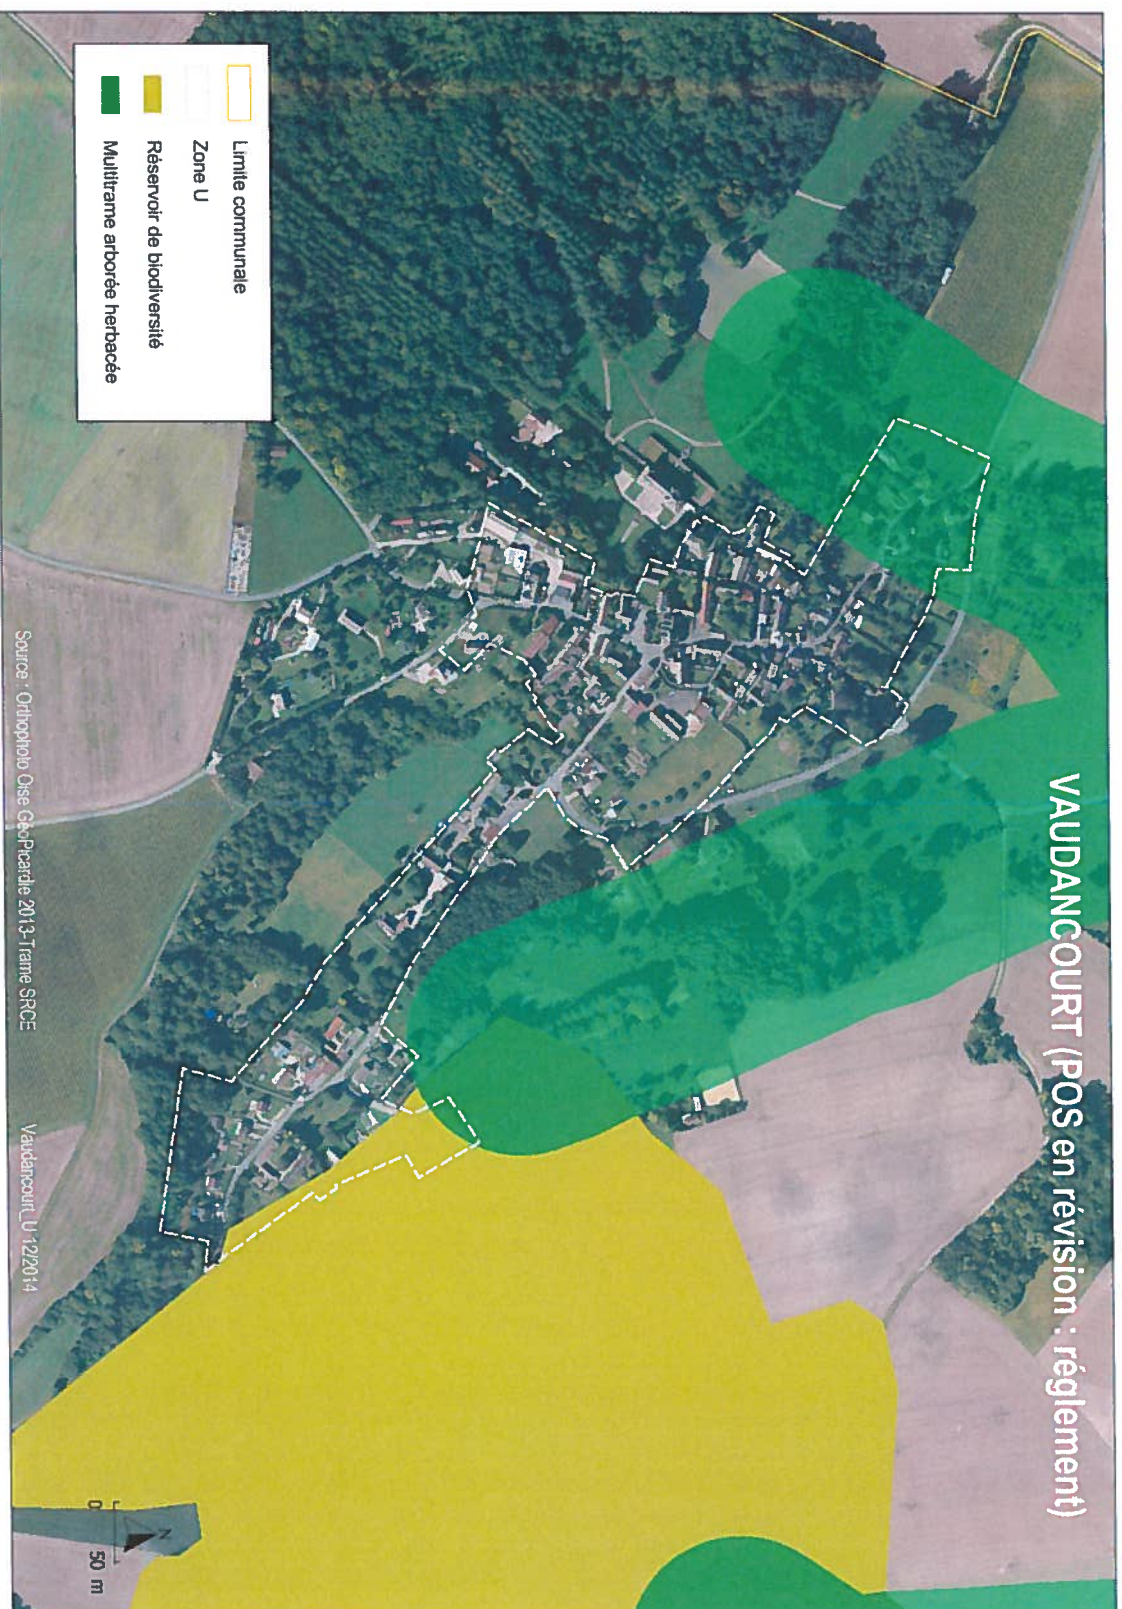 VAUDANCOURT (POS en révision : réglement)
Limite communale
Zone U
Réservoir de biodiversité
Multitrame arborée herbacée
N
0 50 m
Source : Orthophoto Oise GéoPicardie 2013-Trame SRCE
Vaudancourt_U 12/2014